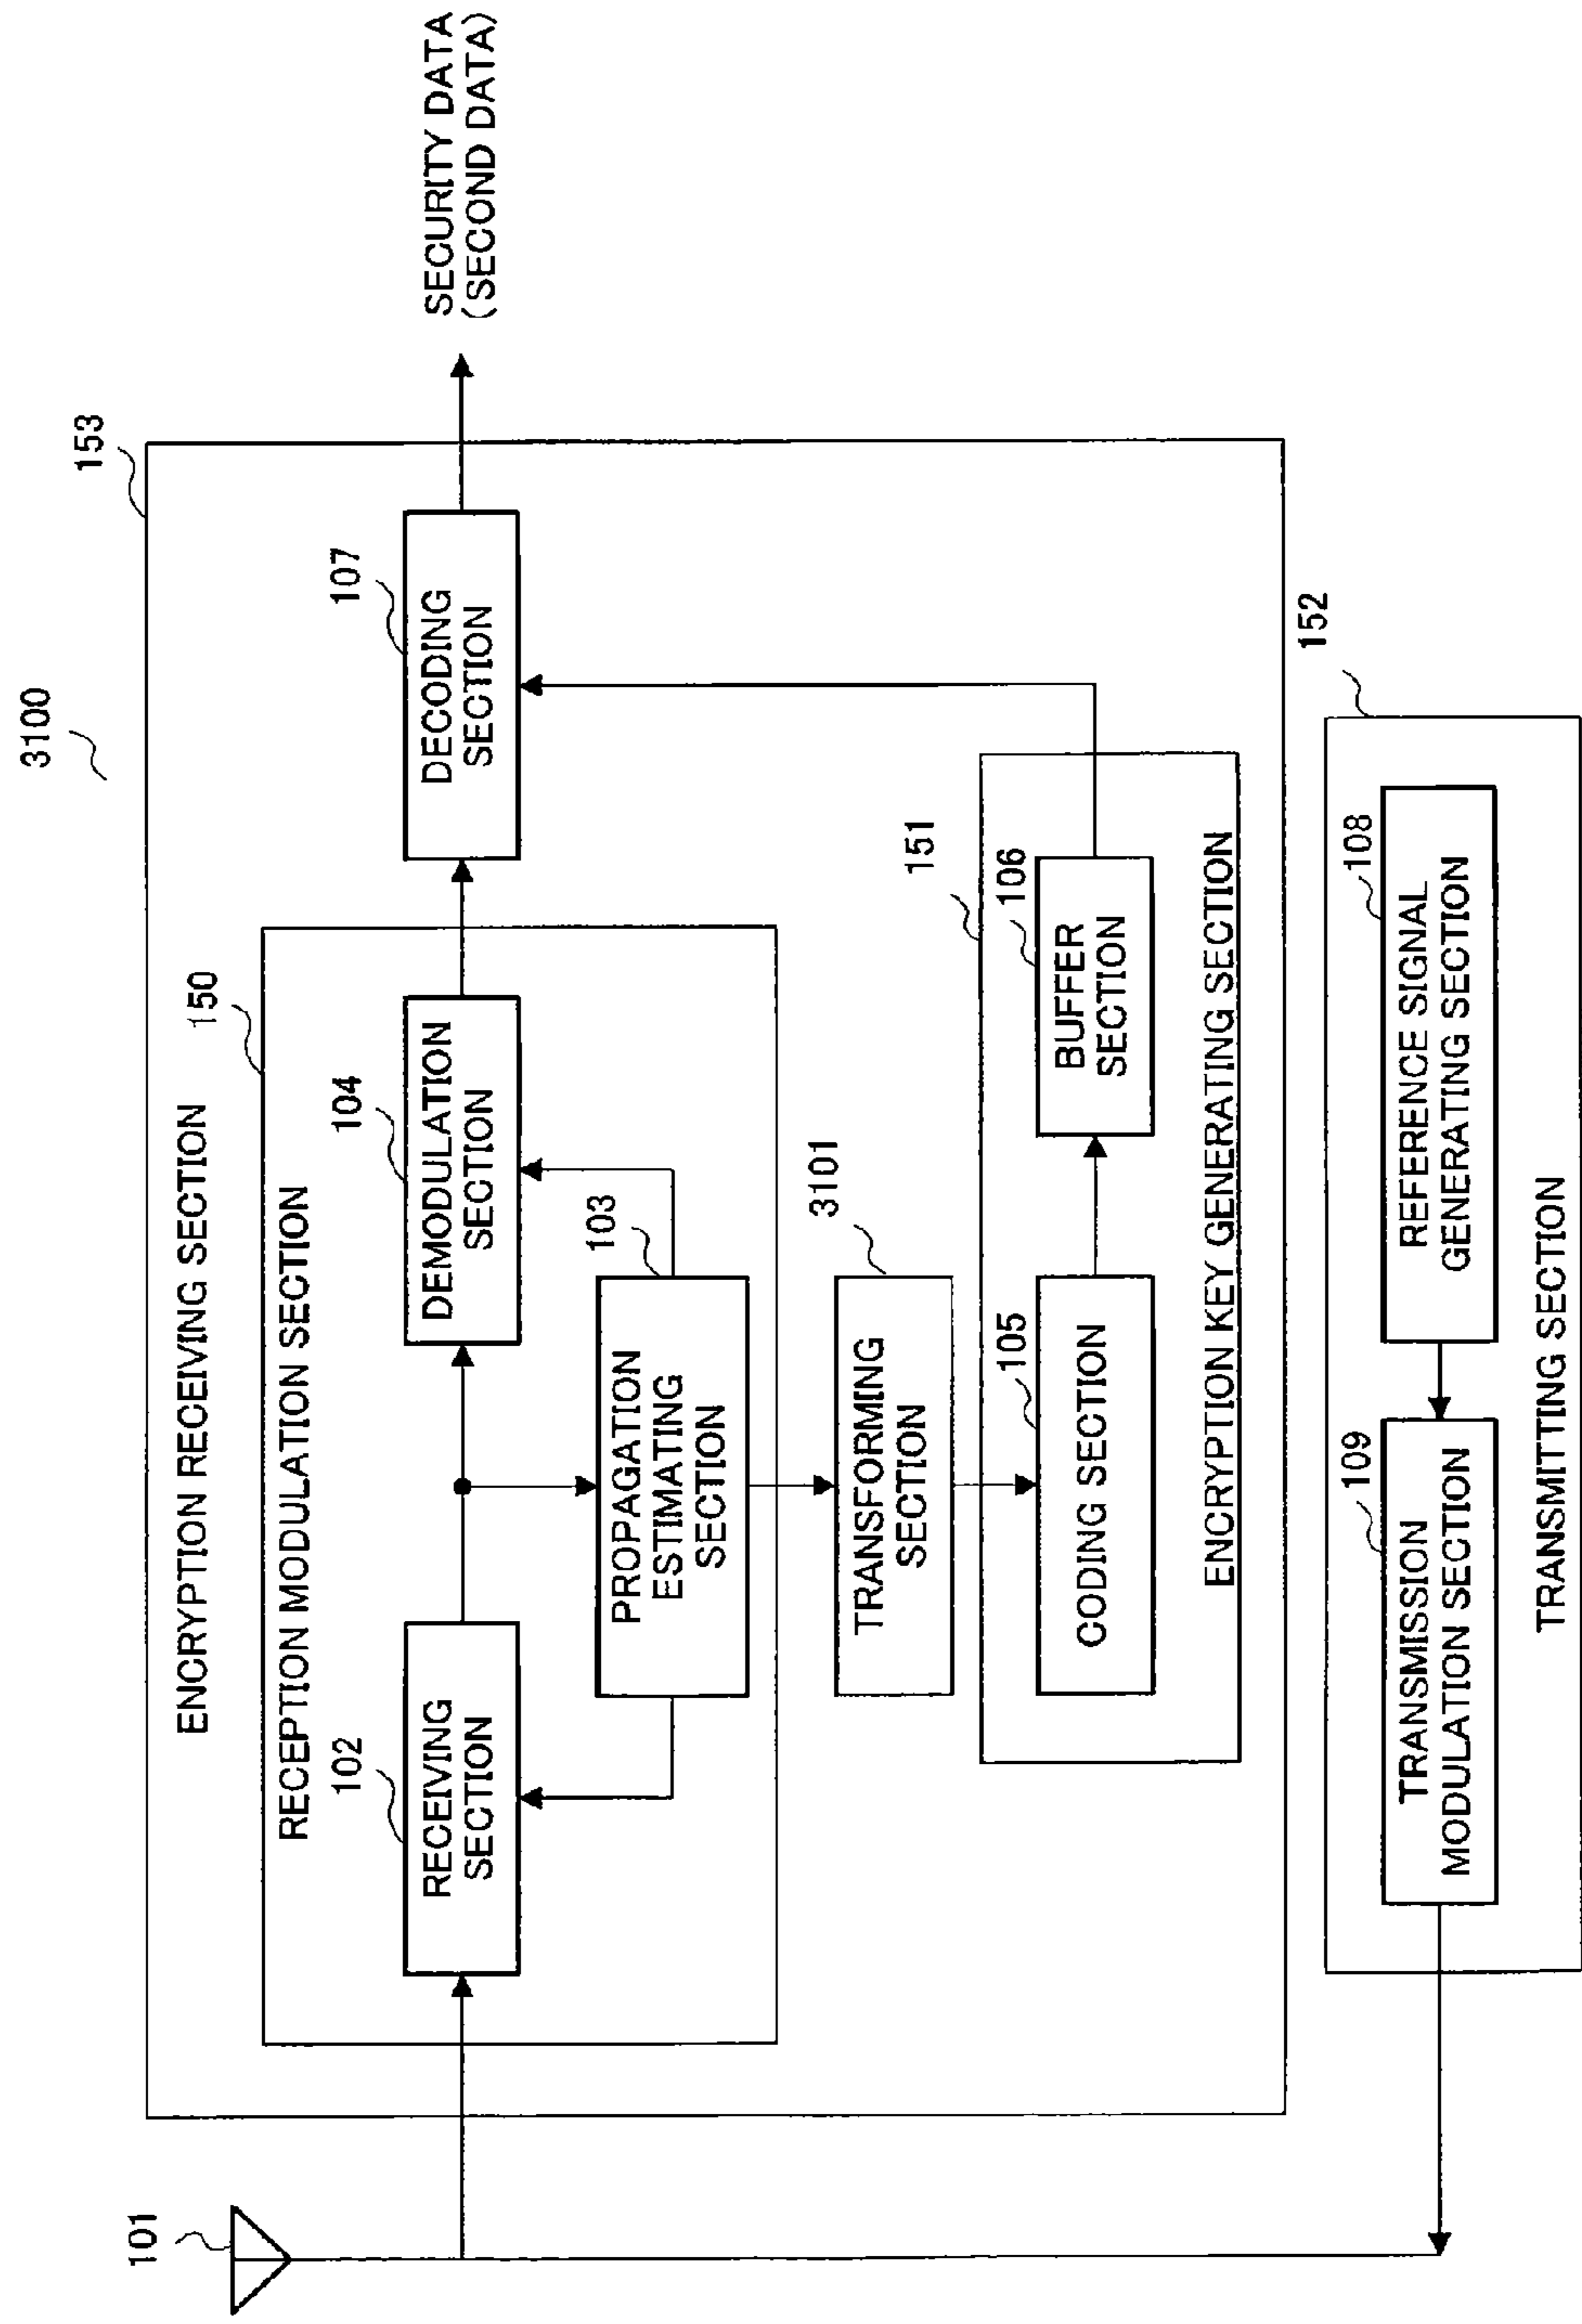 3100
153
ENCRYPTION RECEIVING SECTION
150
RECEPTION MODULATION SECTION
101
102
RECEIVING
SECTION
104
DEMODULATION
SECTION
107
DECODING
SECTION
SECURITY DATA
(SECOND DATA)
103
PROPAGATION
ESTIMATING
SECTION
3101
TRANSFORMING
SECTION
151
105
CODING SECTION
106
BUFFER
SECTION
ENCRYPTION KEY GENERATING SECTION
152
109
TRANSMISSION
MODULATION SECTION
108
REFERENCE SIGNAL
GENERATING SECTION
TRANSMITTING SECTION